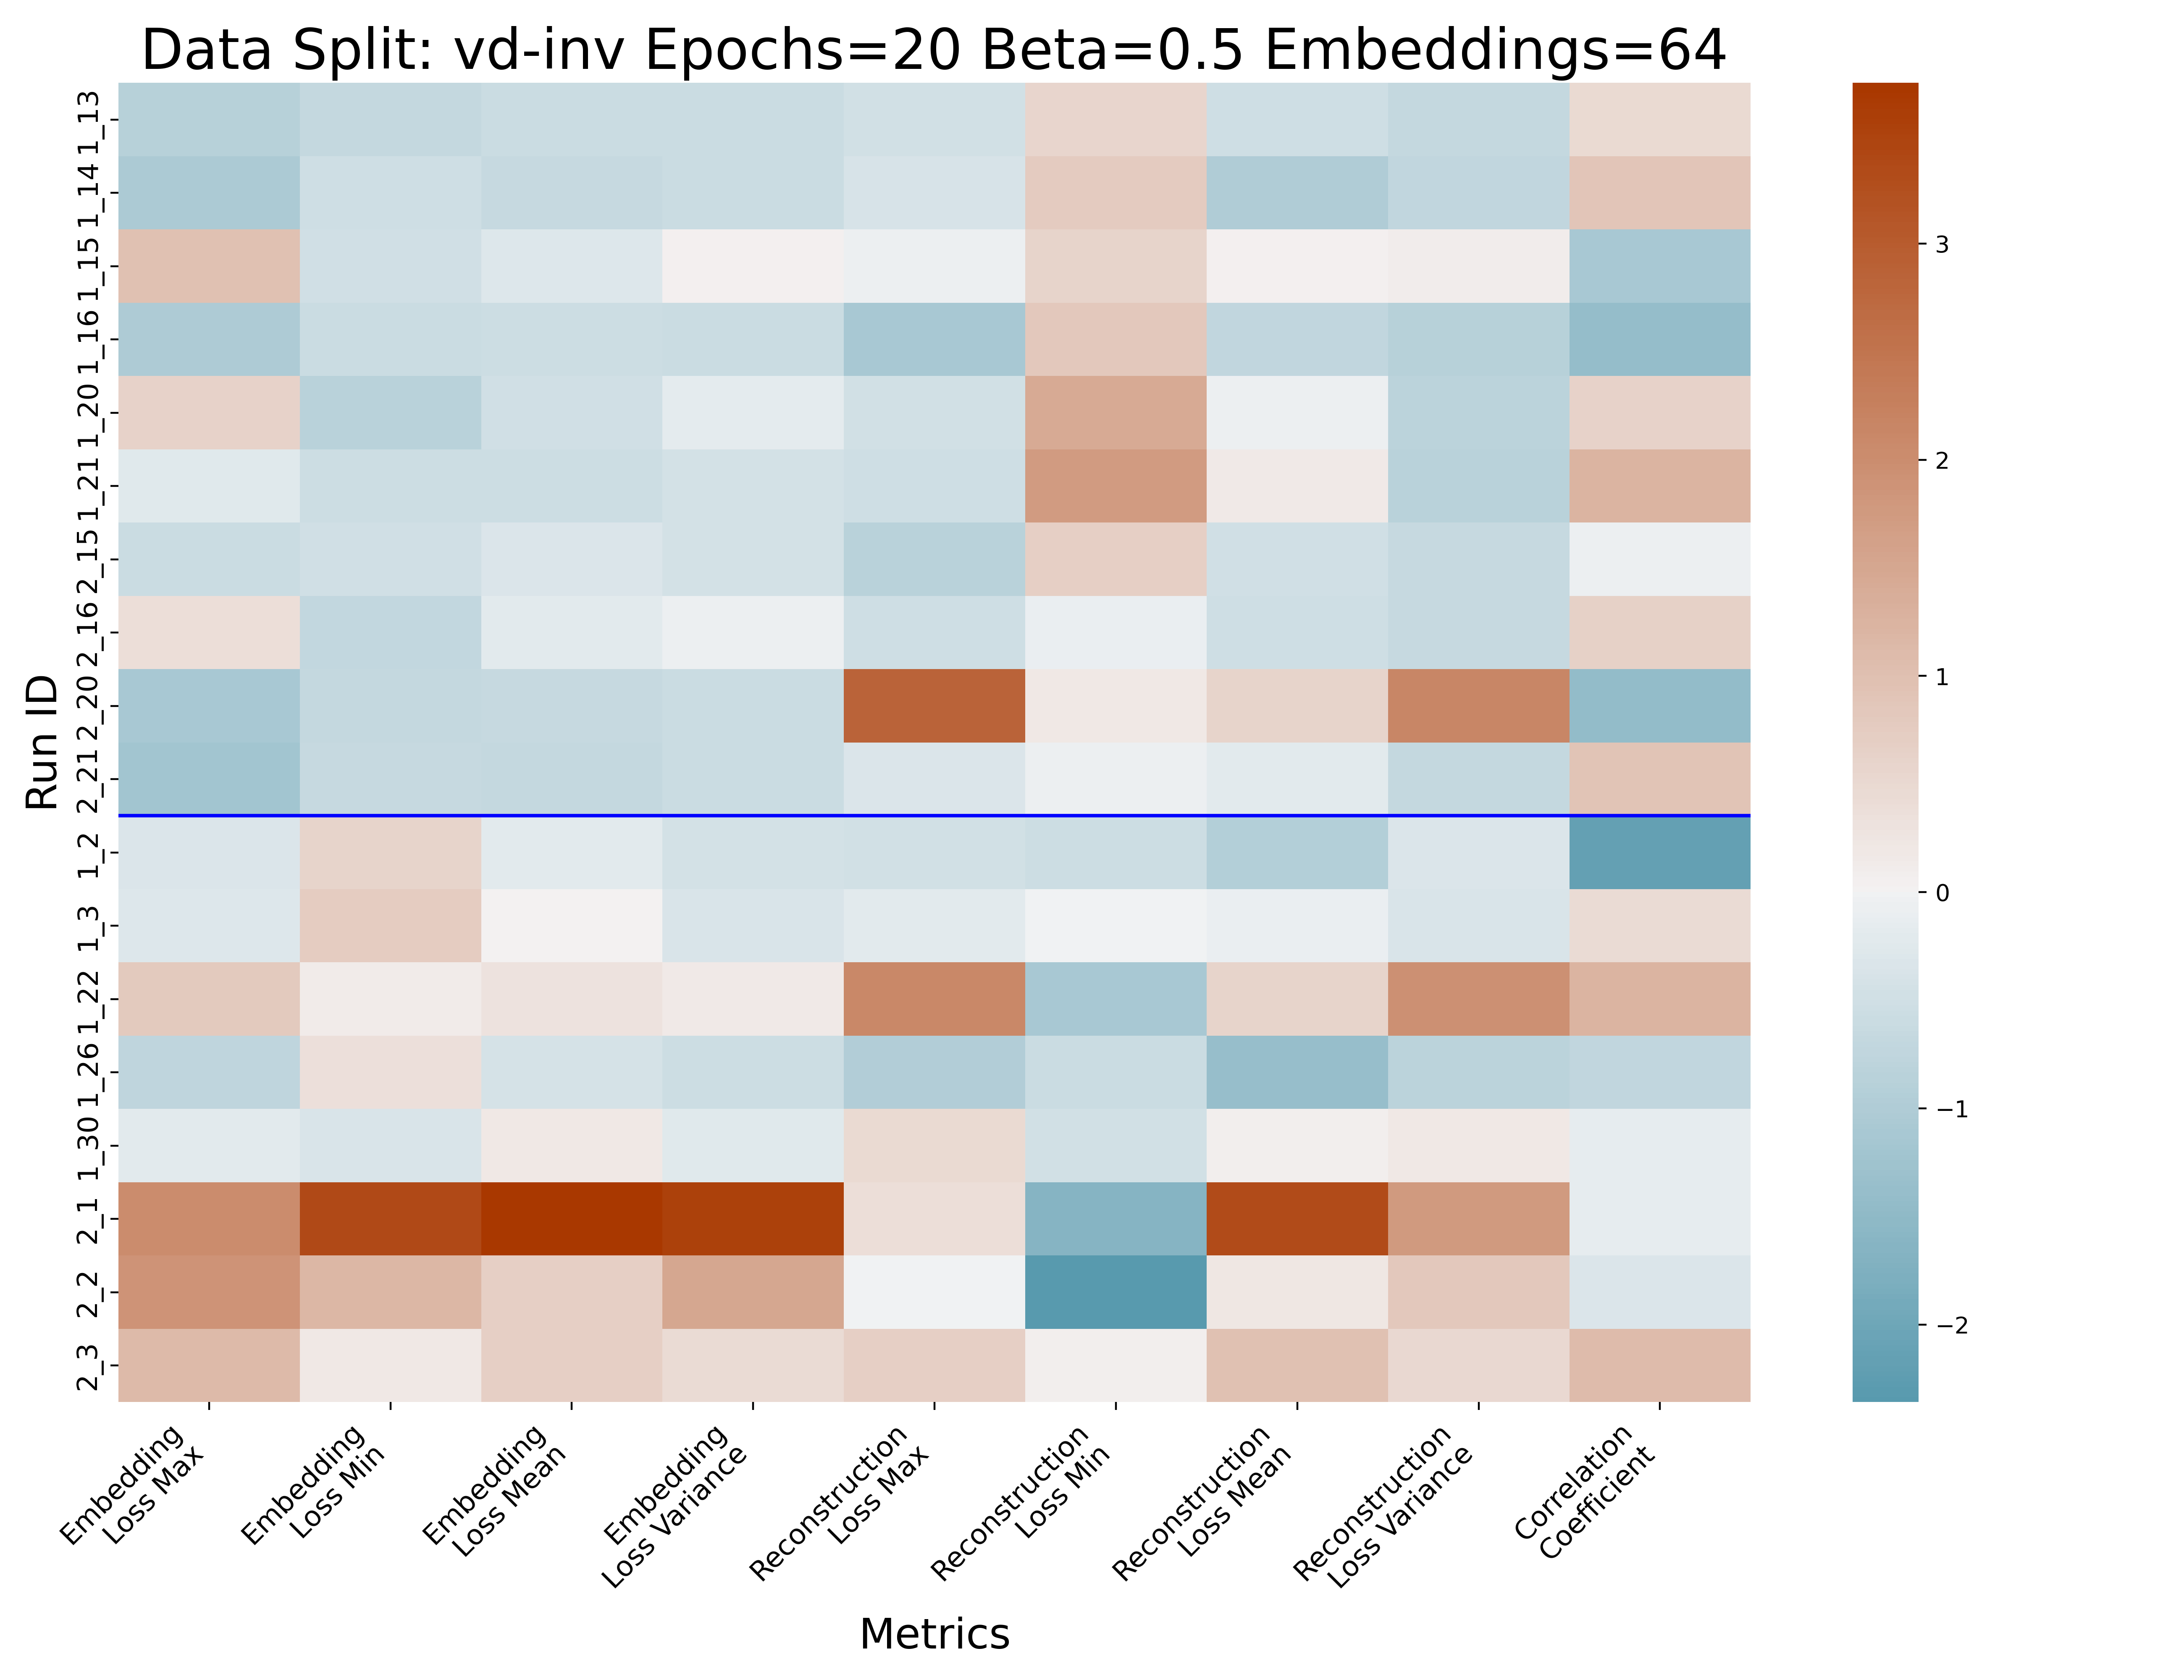 Data Split: vd-inv Epochs=20 Beta=0.5 Embeddings=64
Run ID
1_13
1_14
1_15
1_16
1_20
1_21
2_15
2_16
2_20
2_21
1_2
1_3
1_22
1_26
1_30
2_1
2_2
2_3
Embedding
Loss Max
Embedding
Loss Min
Embedding
Loss Mean
Embedding
Loss Variance
Reconstruction
Loss Max
Reconstruction
Loss Min
Reconstruction
Loss Mean
Reconstruction
Loss Variance
Correlation
Coefficient
Metrics
3
2
1
0
−1
−2